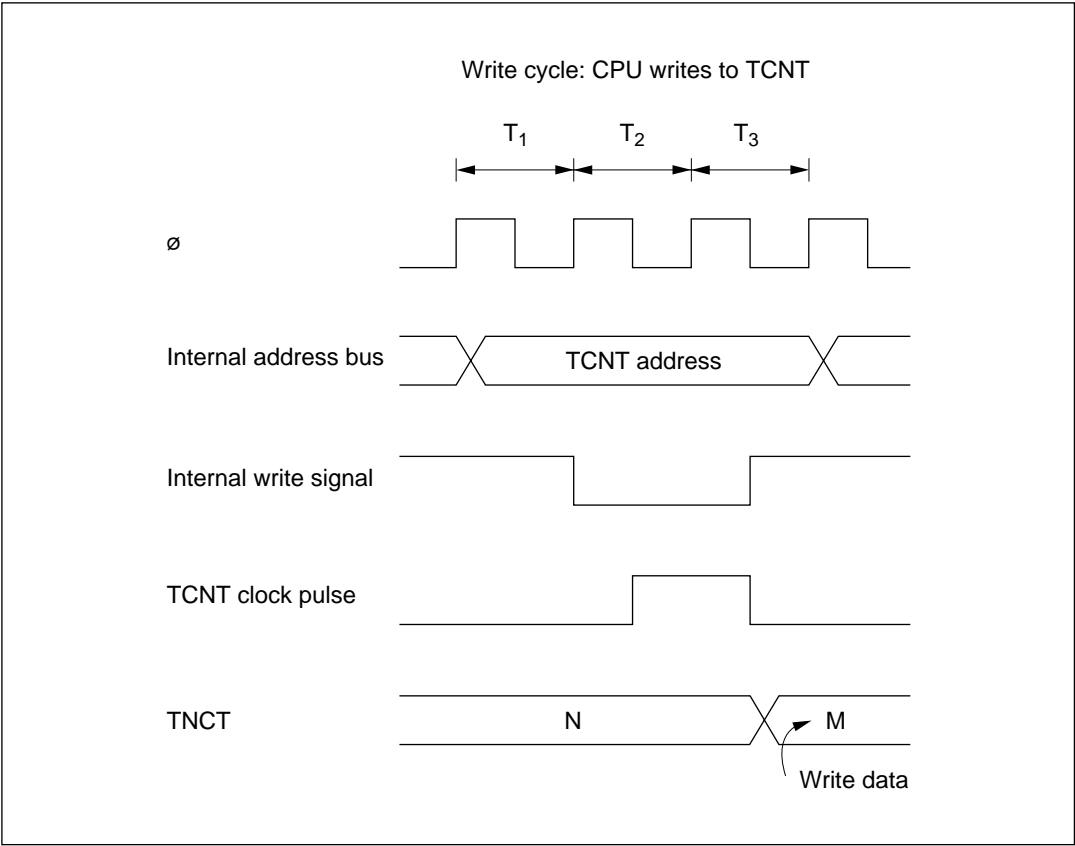 Write cycle: CPU writes to TCNT
T1 T2 T3
ø
Internal address bus
TCNT address
Internal write signal
TCNT clock pulse
TNCT
N
M
Write data